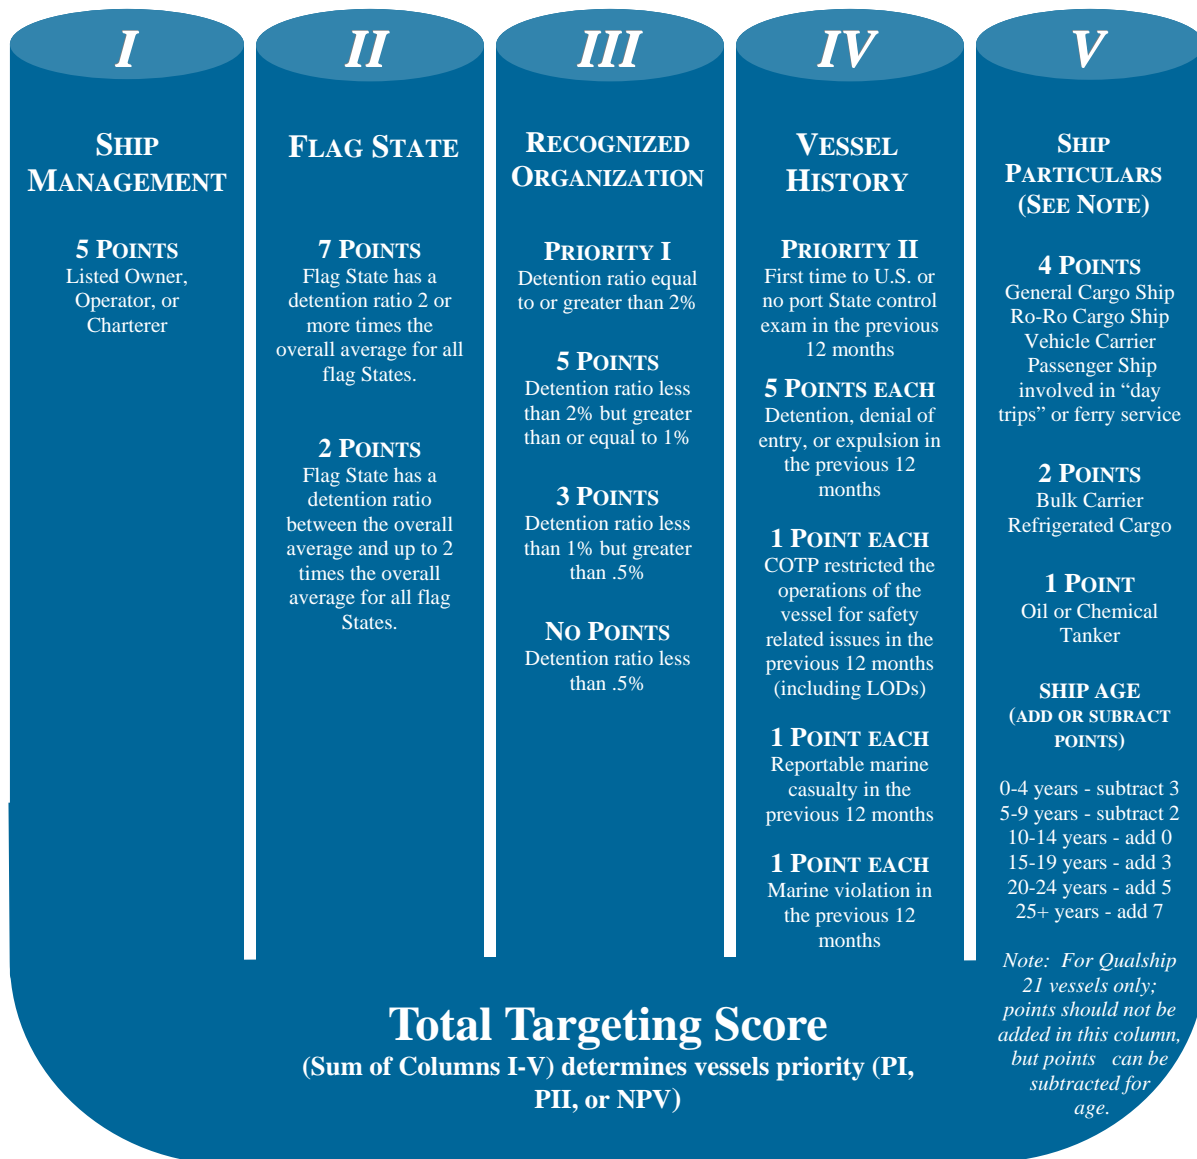 I
SHIP
MANAGEMENT
5 POINTS
Listed Owner,
Operator, or
Charterer
II
FLAG STATE
7 POINTS
Flag State has a
detention ratio 2 or
more times the
overall average for all
flag States.
2 POINTS
Flag State has a
detention ratio
between the overall
average and up to 2
times the overall
average for all flag
States.
III
RECOGNIZED
ORGANIZATION
PRIORITY I
Detention ratio equal
to or greater than 2%
5 POINTS
Detention ratio less
than 2% but greater
than or equal to 1%
3 POINTS
Detention ratio less
than 1% but greater
than .5%
NO POINTS
Detention ratio less
than .5%
IV
VESSEL
HISTORY
PRIORITY II
First time to U.S. or
no port State control
exam in the previous
12 months
5 POINTS EACH
Detention, denial of
entry, or expulsion in
the previous 12
months
1 POINT EACH
COTP restricted the
operations of the
vessel for safety
related issues in the
previous 12 months
(including LODs)
1 POINT EACH
Reportable marine
casualty in the
previous 12 months
1 POINT EACH
Marine violation in
the previous 12
months
V
SHIP
PARTICULARS
(SEE NOTE)
4 POINTS
General Cargo Ship
Ro-Ro Cargo Ship
Vehicle Carrier
Passenger Ship
involved in “day
trips” or ferry service
2 POINTS
Bulk Carrier
Refrigerated Cargo
1 POINT
Oil or Chemical
Tanker
SHIP AGE
(ADD OR SUBTRACT
POINTS)
0-4 years - subtract 3
5-9 years - subtract 2
10-14 years - add 0
15-19 years - add 3
20-24 years - add 5
25+ years - add 7
Note: For Qualship
21 vessels only;
points should not be
added in this column,
but points can be
subtracted for
age.
Total Targeting Score
(Sum of Columns I-V) determines vessels priority (PI,
PII, or NPV)